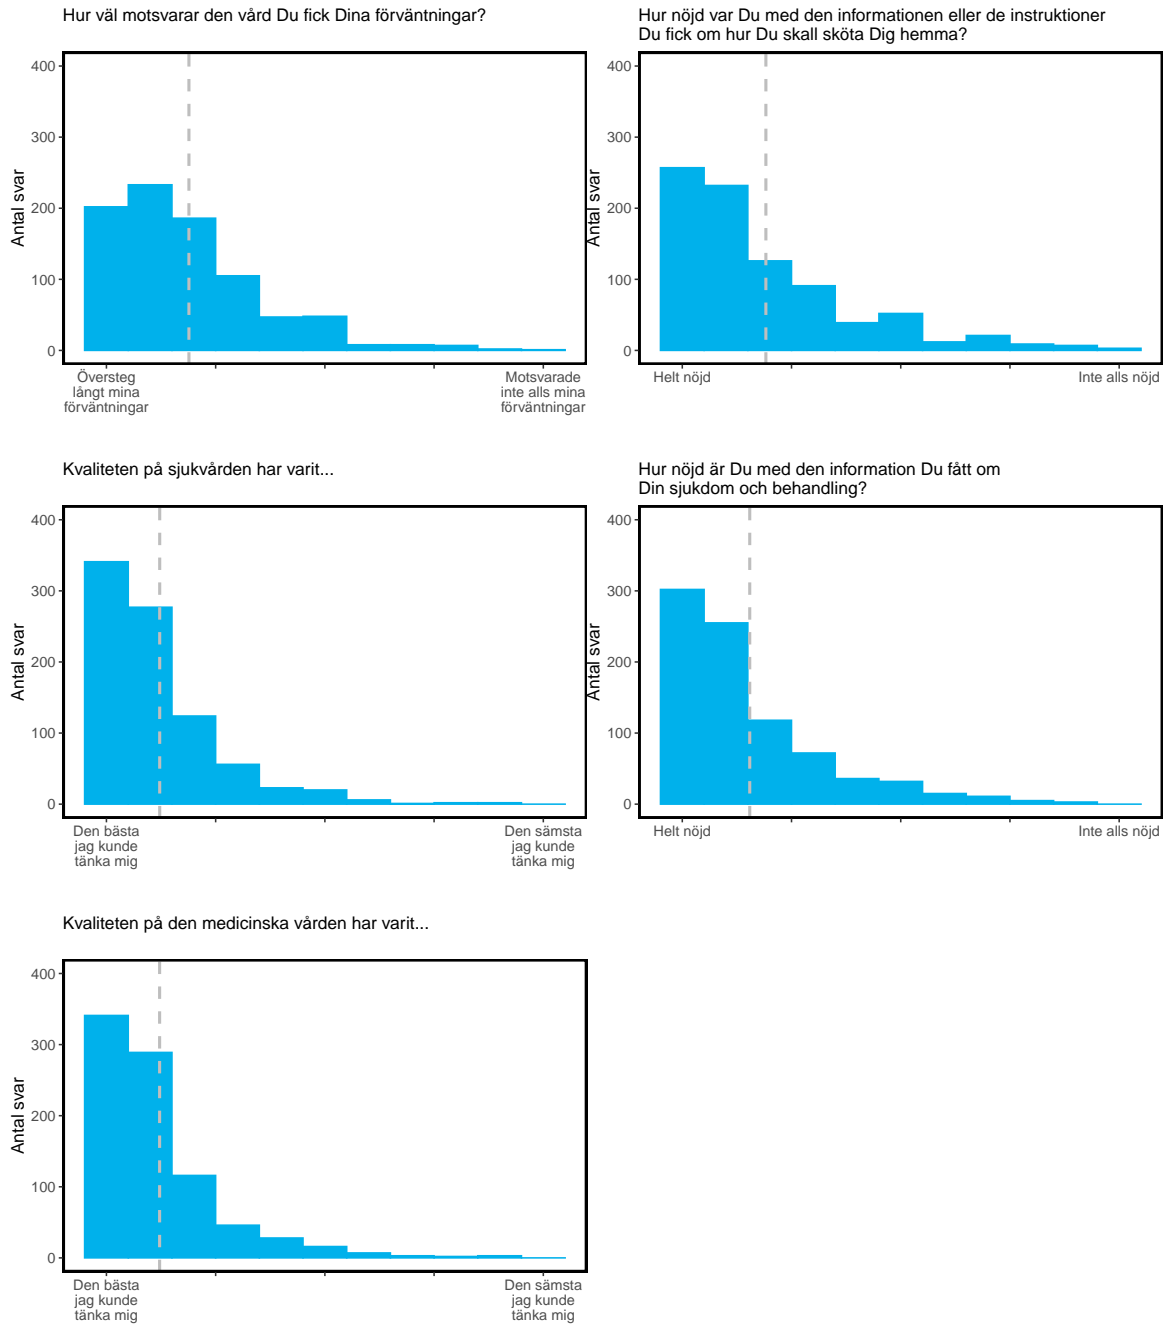 Hur väl motsvarar den vård Du fick Dina förväntningar?
400
300
200
100
0
Antal svar
Översteg
långt mina
förväntningar
Motsvarade
inte alls mina
förväntningar
Hur nöjd var Du med den informationen eller de instruktioner
Du fick om hur Du skall sköta Dig hemma?
400
300
200
100
0
Antal svar
Helt nöjd
Inte alls nöjd
Kvaliteten på sjukvården har varit...
400
300
200
100
0
Antal svar
Den bästa
jag kunde
tänka mig
Den sämsta
jag kunde
tänka mig
Hur nöjd är Du med den information Du fått om
Din sjukdom och behandling?
400
300
200
100
0
Antal svar
Helt nöjd
Inte alls nöjd
Kvaliteten på den medicinska vården har varit...
400
300
200
100
0
Antal svar
Den bästa
jag kunde
tänka mig
Den sämsta
jag kunde
tänka mig